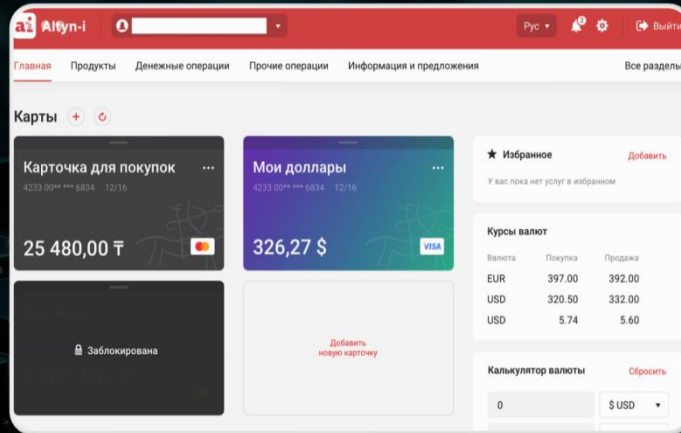 ai Altyn-i
Рус
Выйти
Главная Продукты Денежные операции Прочие операции Информация и предложения Все разделы
Карты
Карточка для покупок
4233 00** *** 6834 12/16
25 480,00 ₸
Мои доллары
4233 00** *** 6834 12/16
326,27 $
VISA
Заблокирована
Добавить
новую карточку
Избранное Добавить
У вас пока нет услуг в избранном
Курсы валют
Валюта Покупка Продажа
EUR 397.00 392.00
USD 320.50 332.00
USD 5.74 5.60
Калькулятор валюты Сбросить
0 $ USD